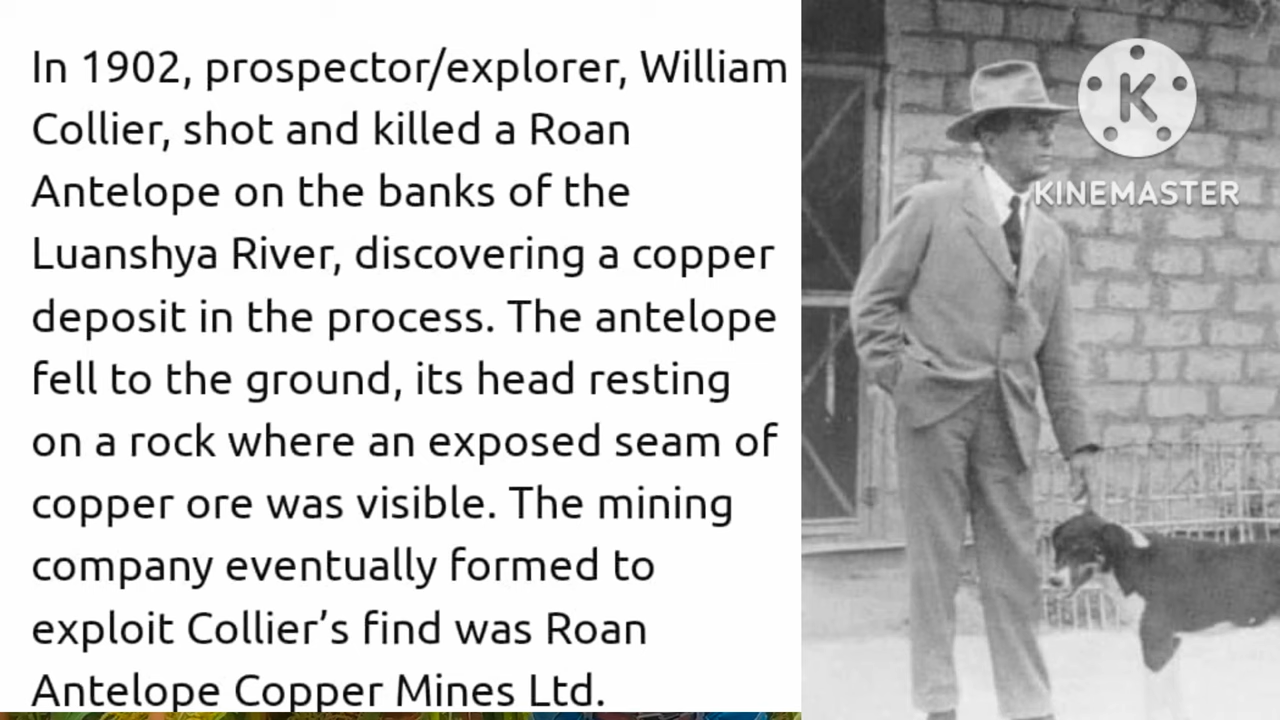 In 1902, prospector/explorer, William
Collier, shot and killed a Roan
Antelope on the banks of the
Luanshya River, discovering a copper
deposit in the process. The antelope
fell to the ground, its head resting
on a rock where an exposed seam of
copper ore was visible. The mining
company eventually formed to
exploit Collier’s find was Roan
Antelope Copper Mines Ltd.
K
KINEMASTER